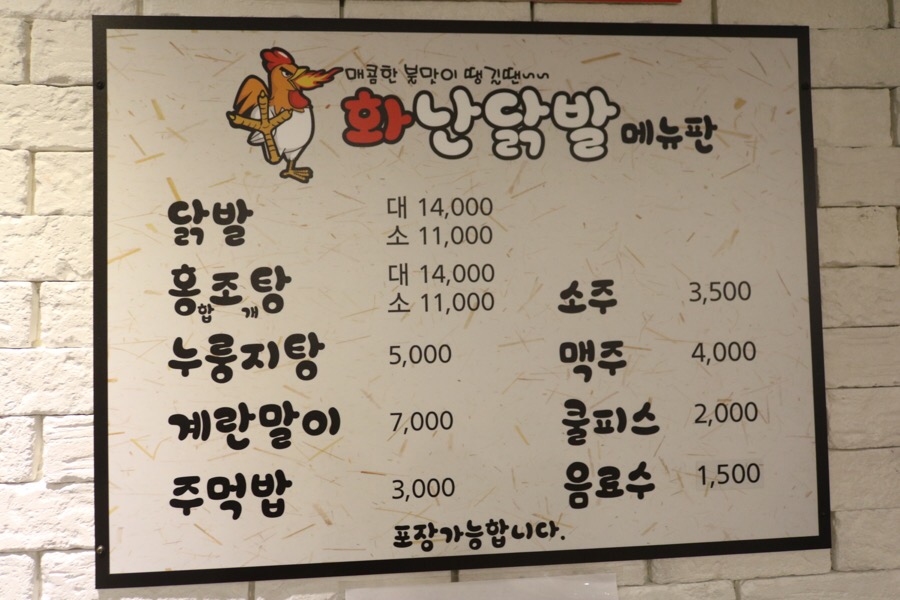 매콤한 불맛이 땡긴땐~~
화난닭발 메뉴판
닭발 대 14,000
소 11,000
홍합조개탕 대 14,000
소 11,000
누룽지탕 5,000
계란말이 7,000
주먹밥 3,000
소주 3,500
맥주 4,000
쿨피스 2,000
음료수 1,500
포장가능합니다.